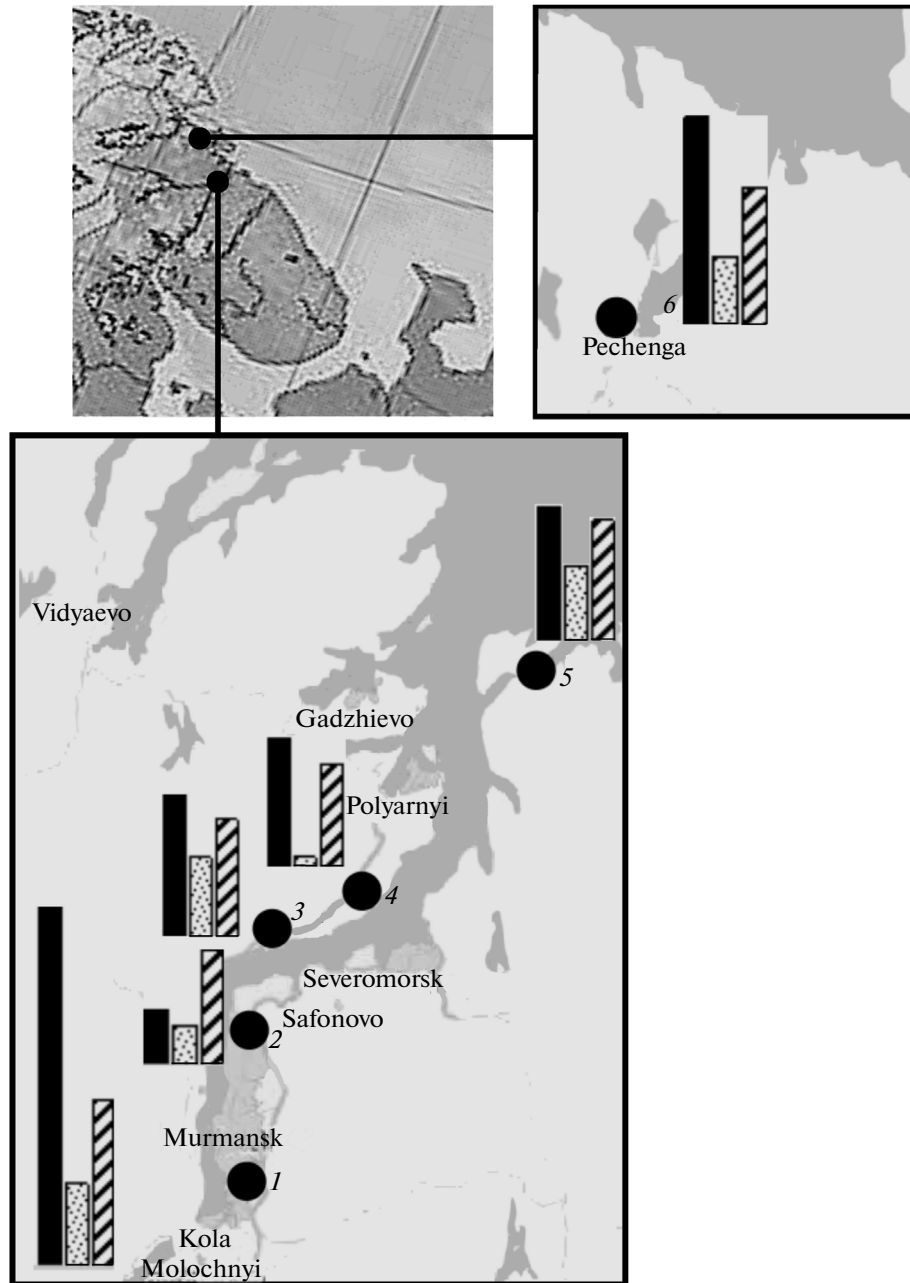 6
Pechenga
Vidyaevo
5
Gadzhievo
Polyarnyi
4
3
Severomorsk
Safonovo
2
Murmansk
1
Kola
Molochnyi